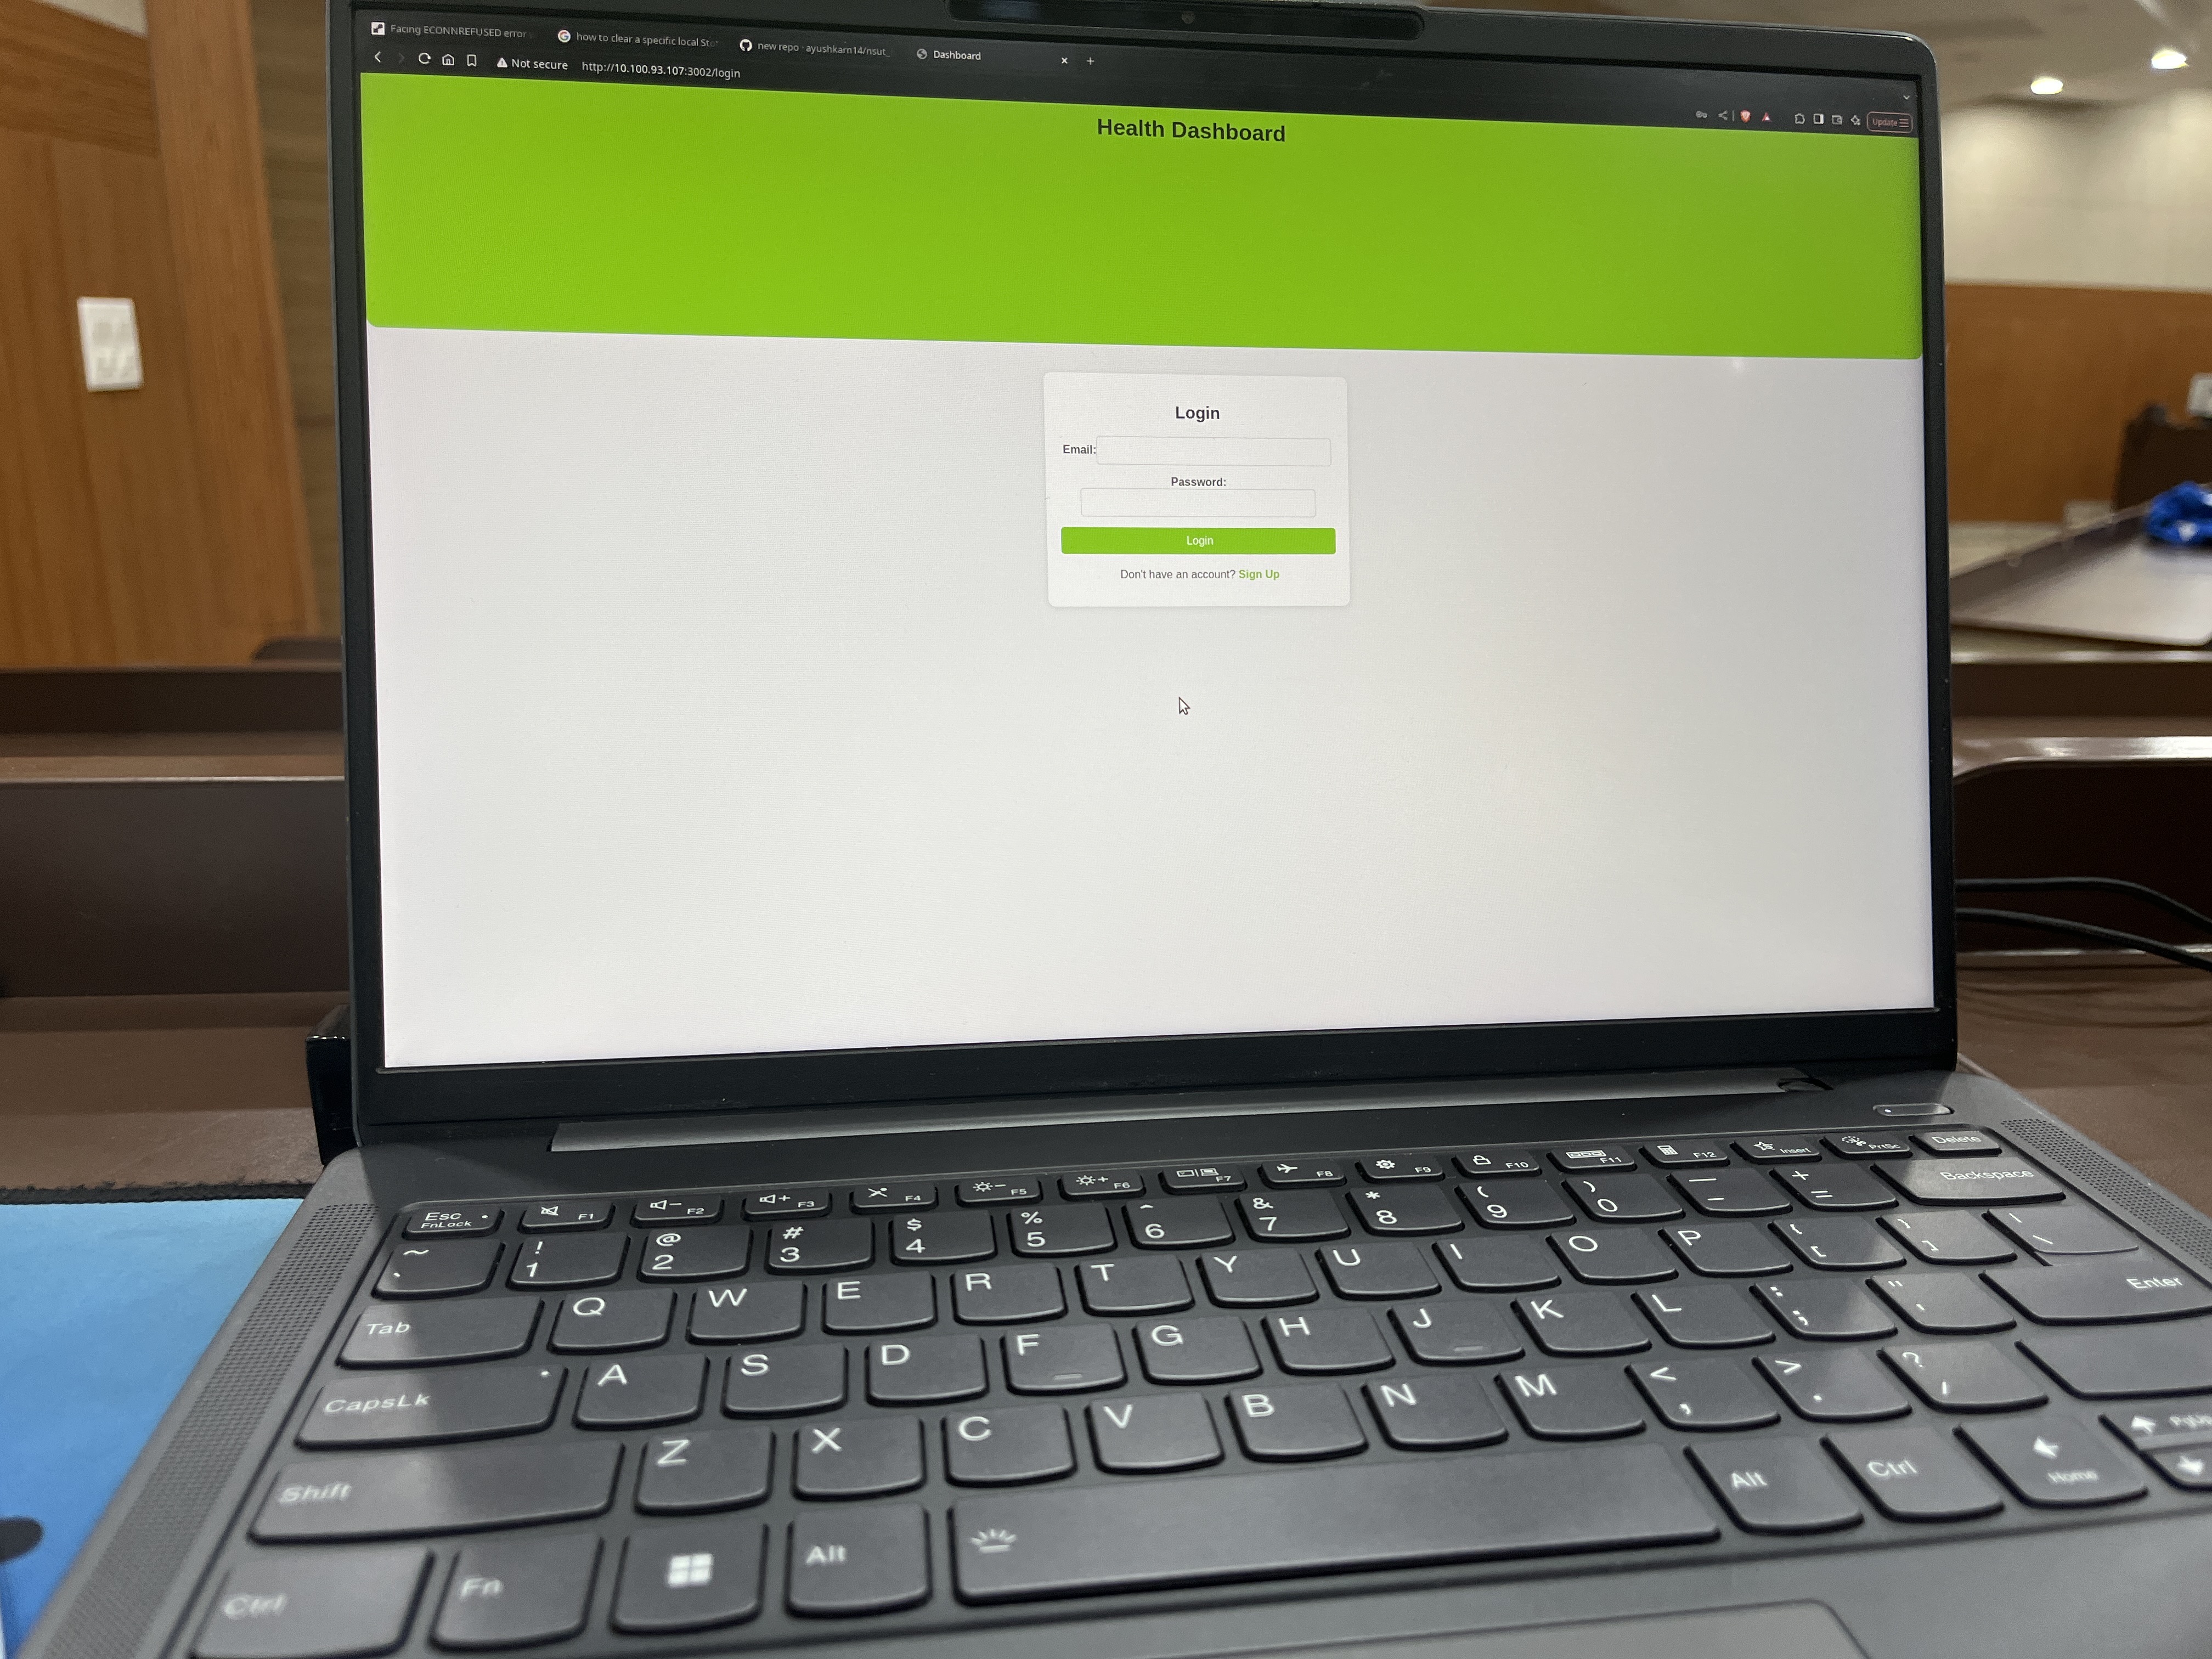 Facing ECONNREFUSED error
how to clear a specific local Sto
new repo · ayushkarn14/nsut_
Dashboard
Not secure
http://10.100.93.107:3002/login
Update
Health Dashboard
Login
Email:
Password:
Login
Don't have an account? Sign Up
Esc FnLock F1 F2 F3 F4 F5 F6 F7 F8 F9 F10 F11 F12 Insert PrtSc Delete
~ ` ! 1 @ 2 # 3 $ 4 % 5 ^ 6 & 7 * 8 ( 9 ) 0 — - + = Backspace
Tab Q W E R T Y U I O P { [ } ] | \
CapsLk A S D F G H J K L : ; " ' Enter
Shift Z X C V B N M < , > . ? /
Ctrl Fn Alt Alt Ctrl Home